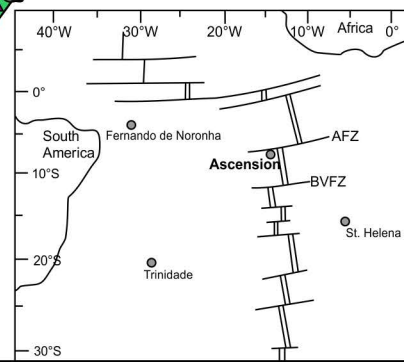 40°W 30°W 20°W 10°W 0°
Africa
0°
Fernando de Noronha
South
America
AFZ
Ascension
10°S
BVFZ
St. Helena
20°S
Trinidade
30°S